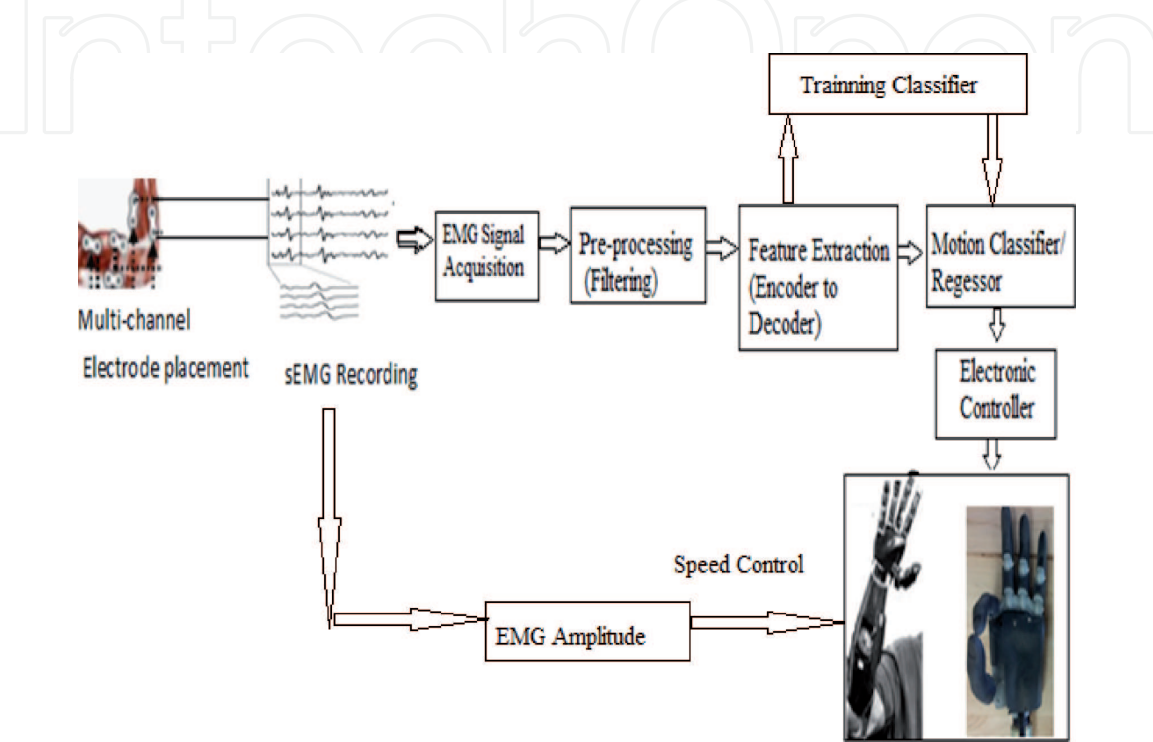 IntechOpen
Trainning Classifier
EMG Signal
Acquisition
Pre-processing
(Filtering)
Feature Extraction
(Encoder to
Decoder)
Motion Classifier/
Regessor
Multi-channel
Electrode placement
sEMG Recording
Electronic
Controller
Speed Control
EMG Amplitude